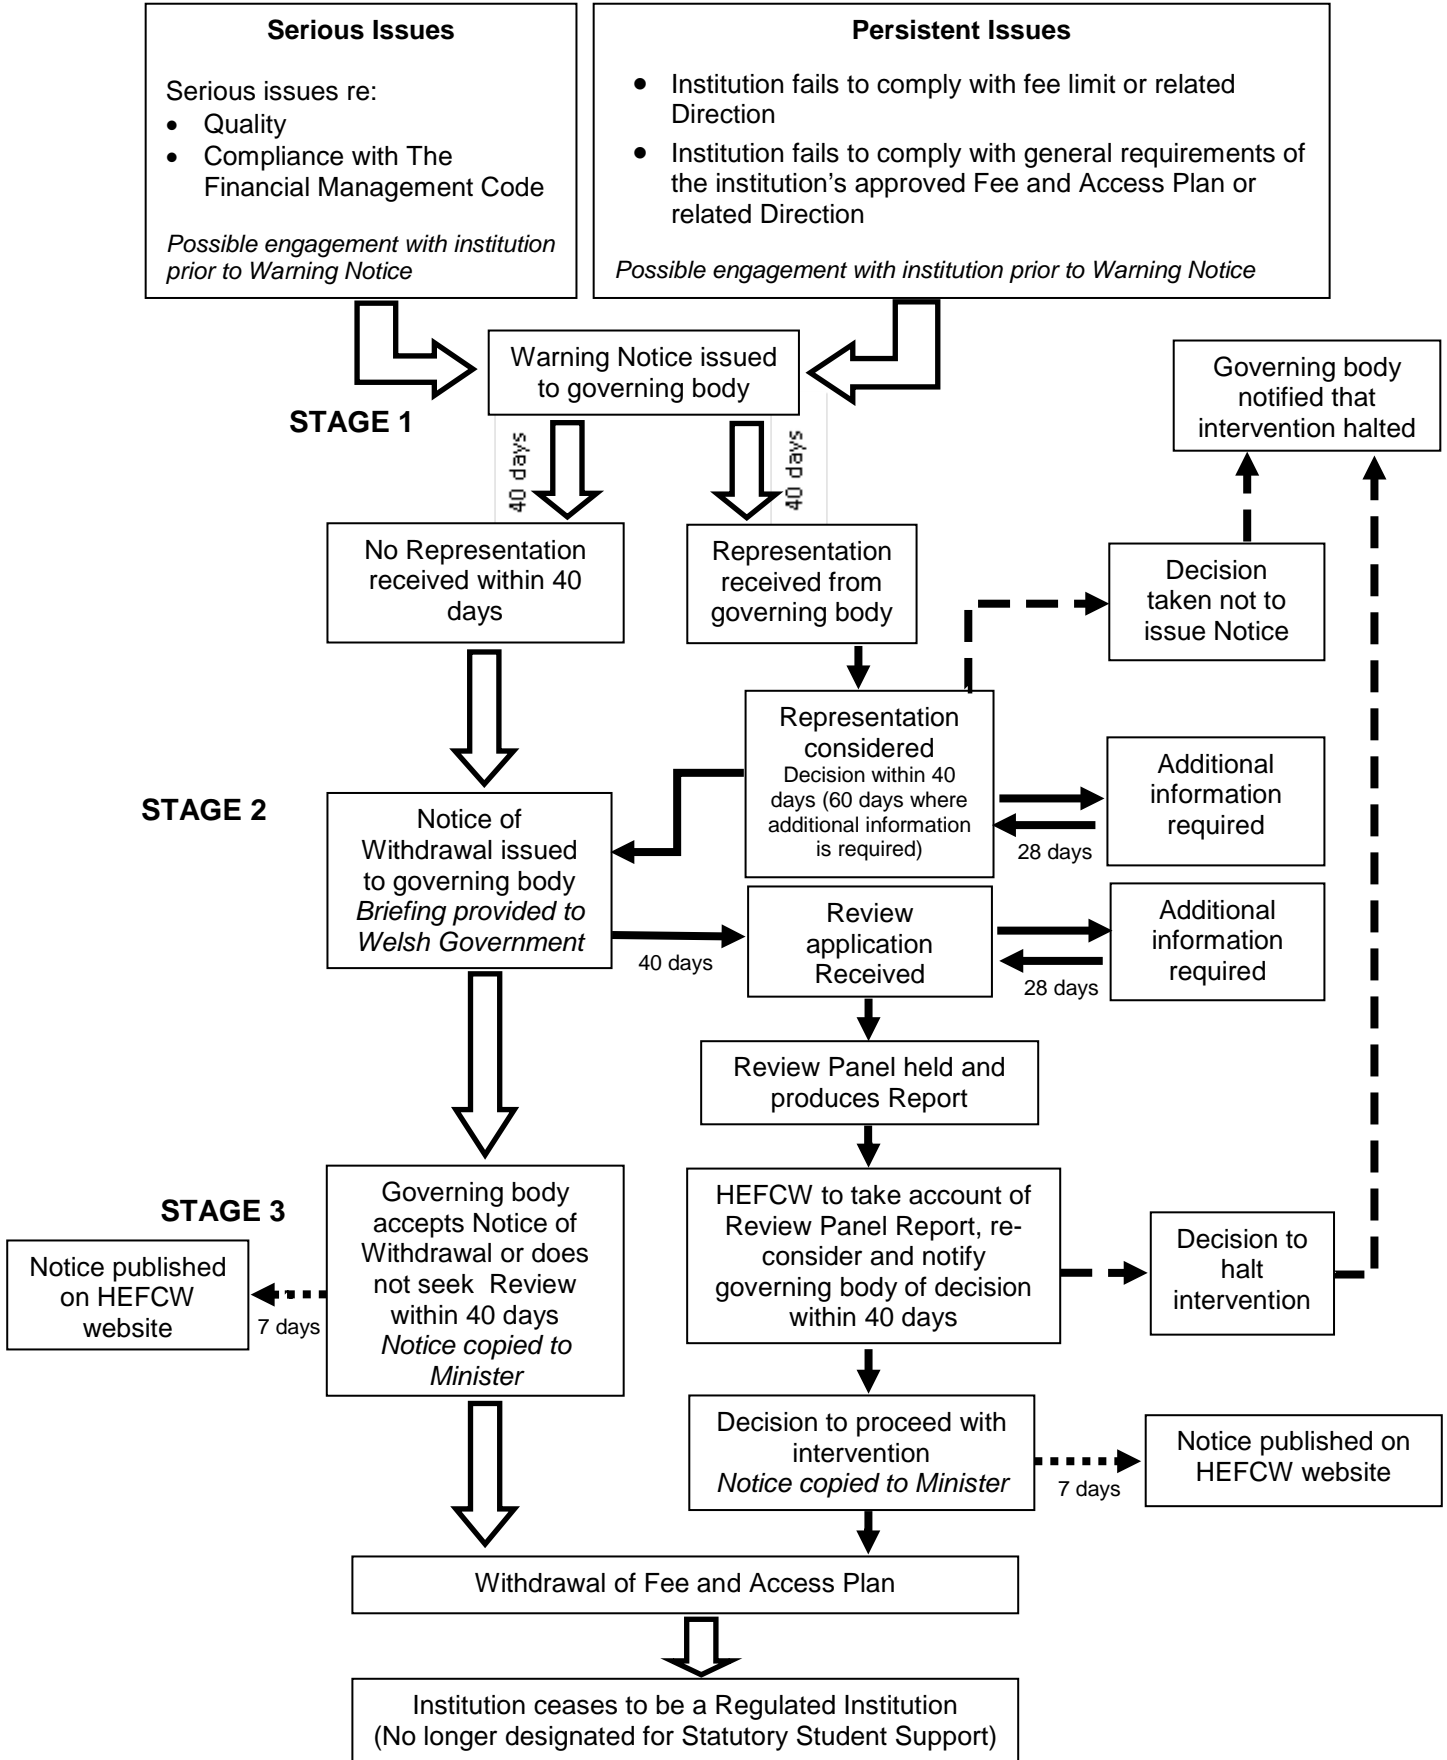 Serious Issues
Serious issues re:
• Quality
• Compliance with The
Financial Management Code
Possible engagement with institution
prior to Warning Notice
Persistent Issues
• Institution fails to comply with fee limit or related
Direction
• Institution fails to comply with general requirements of
the institution's approved Fee and Access Plan or
related Direction
Possible engagement with institution prior to Warning Notice
Warning Notice issued
to governing body
Governing body
notified that
intervention halted
STAGE 1
40 days
40 days
No Representation
received within 40
days
Representation
received from
governing body
Decision
taken not to
issue Notice
Representation
considered
Decision within 40
days (60 days where
additional information
is required)
Additional
information
required
28 days
STAGE 2
Notice of
Withdrawal issued
to governing body
Briefing provided to
Welsh Government
40 days
Review
application
Received
Additional
information
required
28 days
Review Panel held and
produces Report
STAGE 3
Governing body
accepts Notice of
Withdrawal or does
not seek Review
within 40 days
Notice copied to
Minister
Notice published
on HEFCW
website
7 days
HEFCW to take account of
Review Panel Report, re-
consider and notify
governing body of decision
within 40 days
Decision to
halt
intervention
Decision to proceed with
intervention
Notice copied to Minister
7 days
Notice published on
HEFCW website
Withdrawal of Fee and Access Plan
Institution ceases to be a Regulated Institution
(No longer designated for Statutory Student Support)